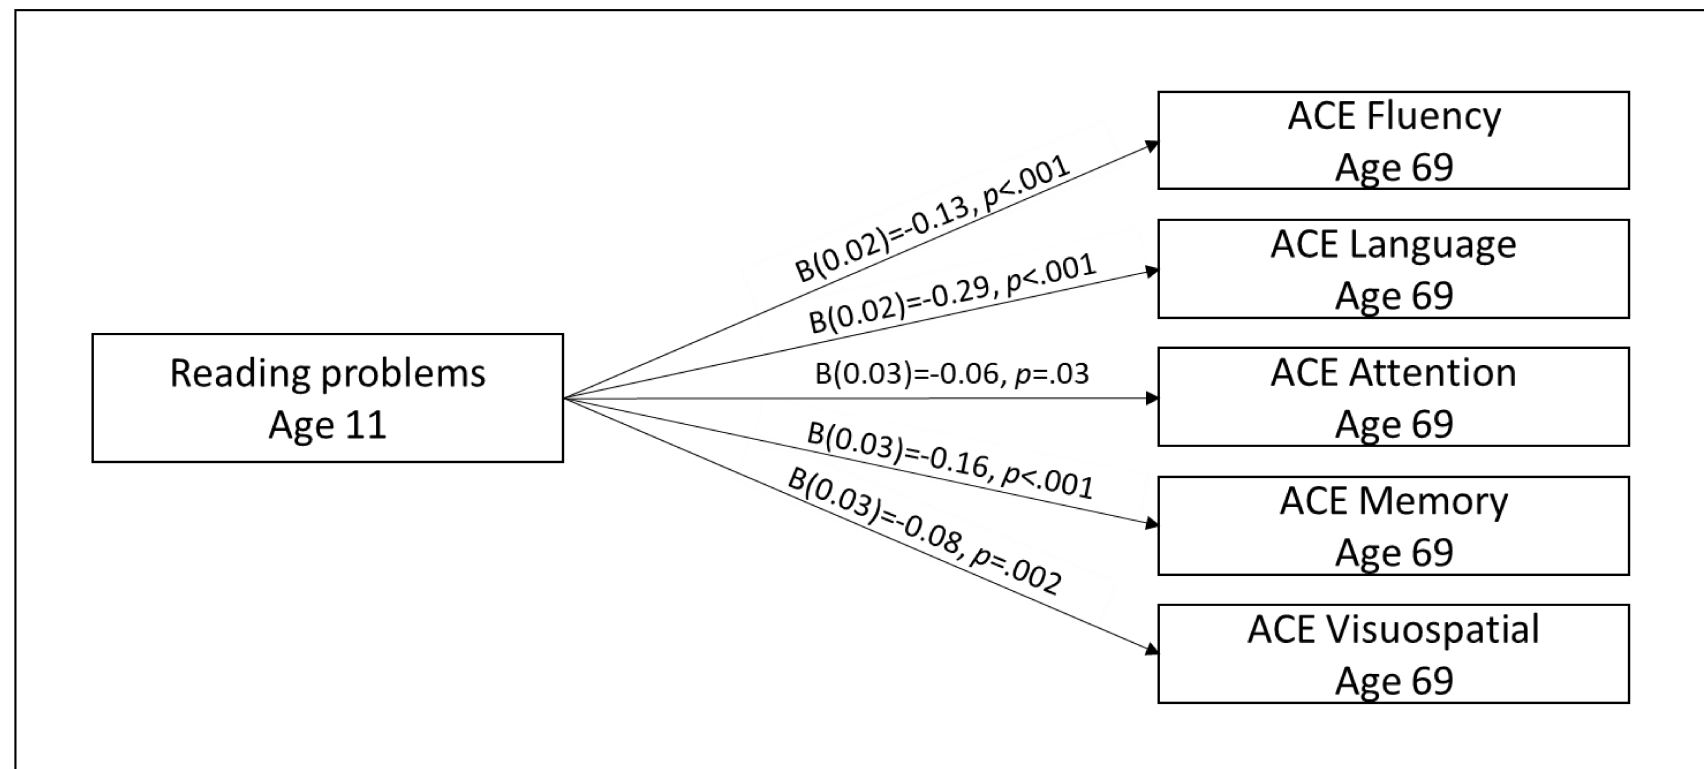 ACE Fluency
Age 69
B(0.02)=-0.13, p<.001
ACE Language
Age 69
B(0.02)=-0.29, p<.001
Reading problems
Age 11
B(0.03)=-0.06, p=.03
ACE Attention
Age 69
B(0.03)=-0.16, p<.001
ACE Memory
Age 69
B(0.03)=-0.08, p=.002
ACE Visuospatial
Age 69